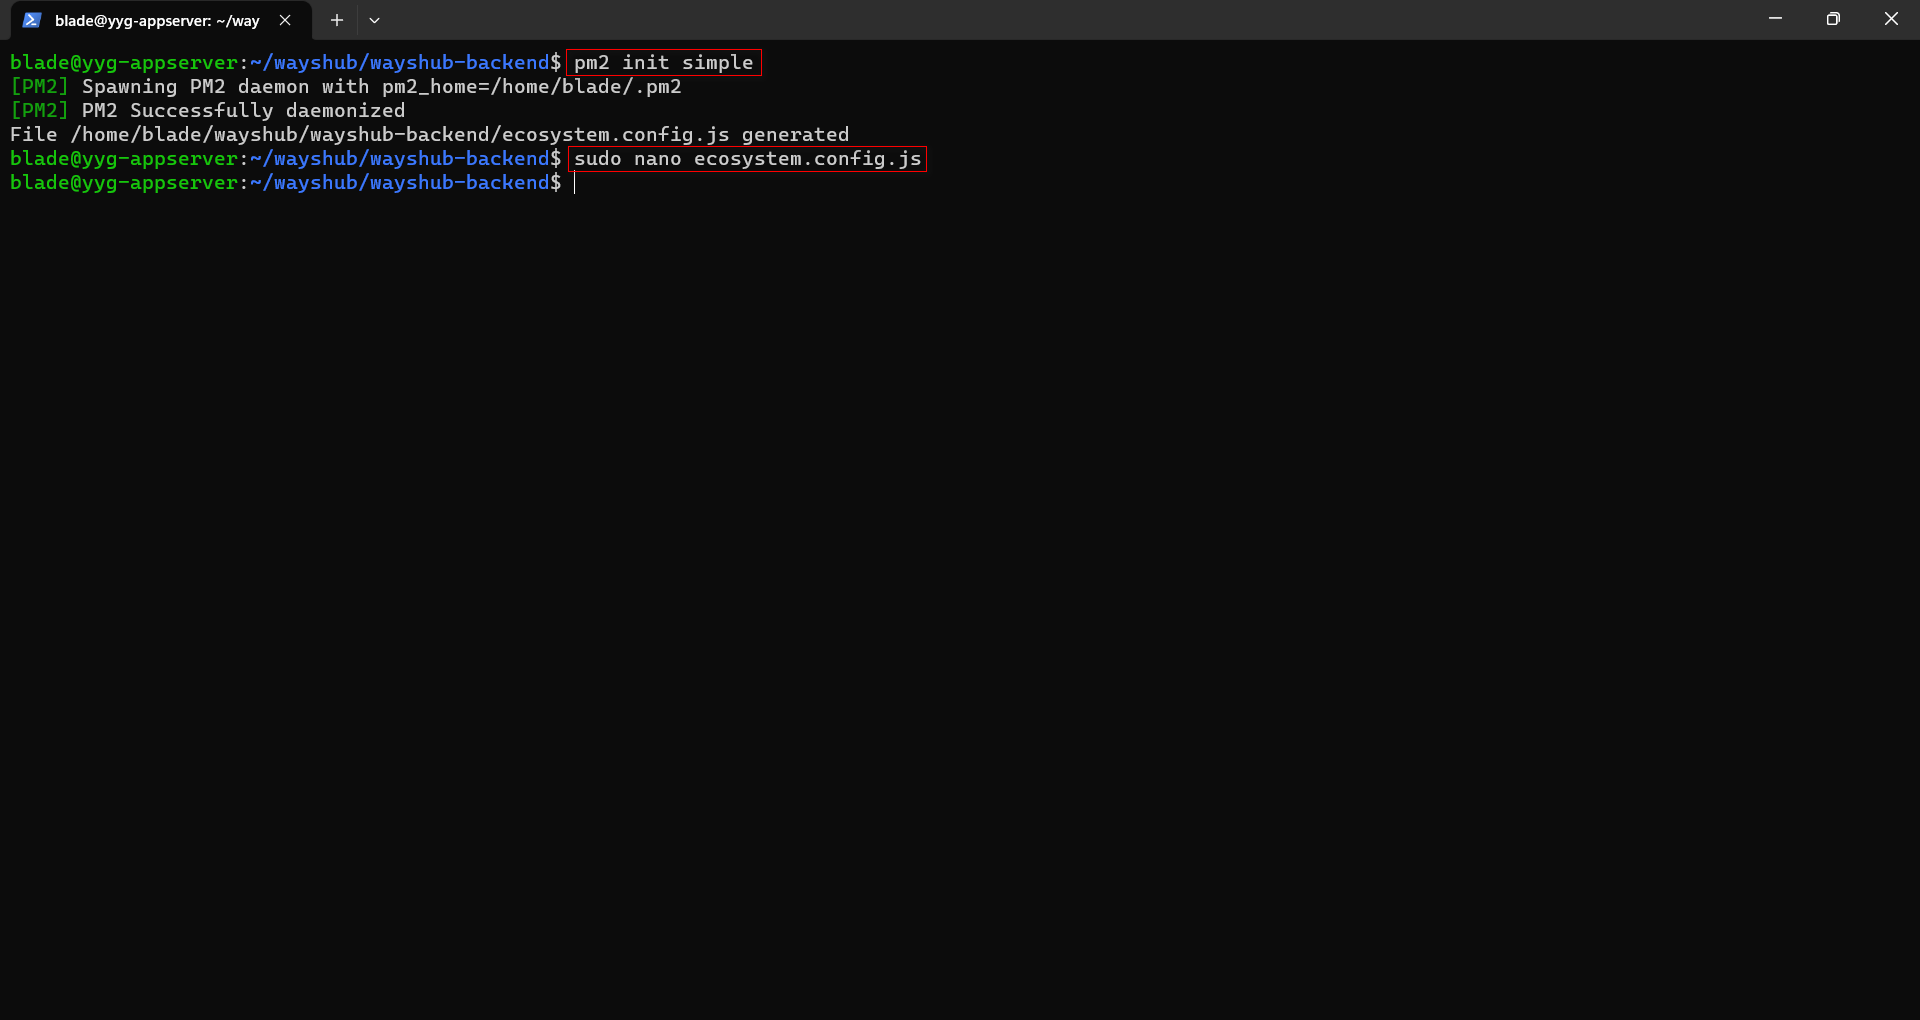 blade@yyg-appserver: ~/way
blade@yyg-appserver:~/wayshub/wayshub-backend$ pm2 init simple
[PM2] Spawning PM2 daemon with pm2_home=/home/blade/.pm2
[PM2] PM2 Successfully daemonized
File /home/blade/wayshub/wayshub-backend/ecosystem.config.js generated
blade@yyg-appserver:~/wayshub/wayshub-backend$ sudo nano ecosystem.config.js
blade@yyg-appserver:~/wayshub/wayshub-backend$